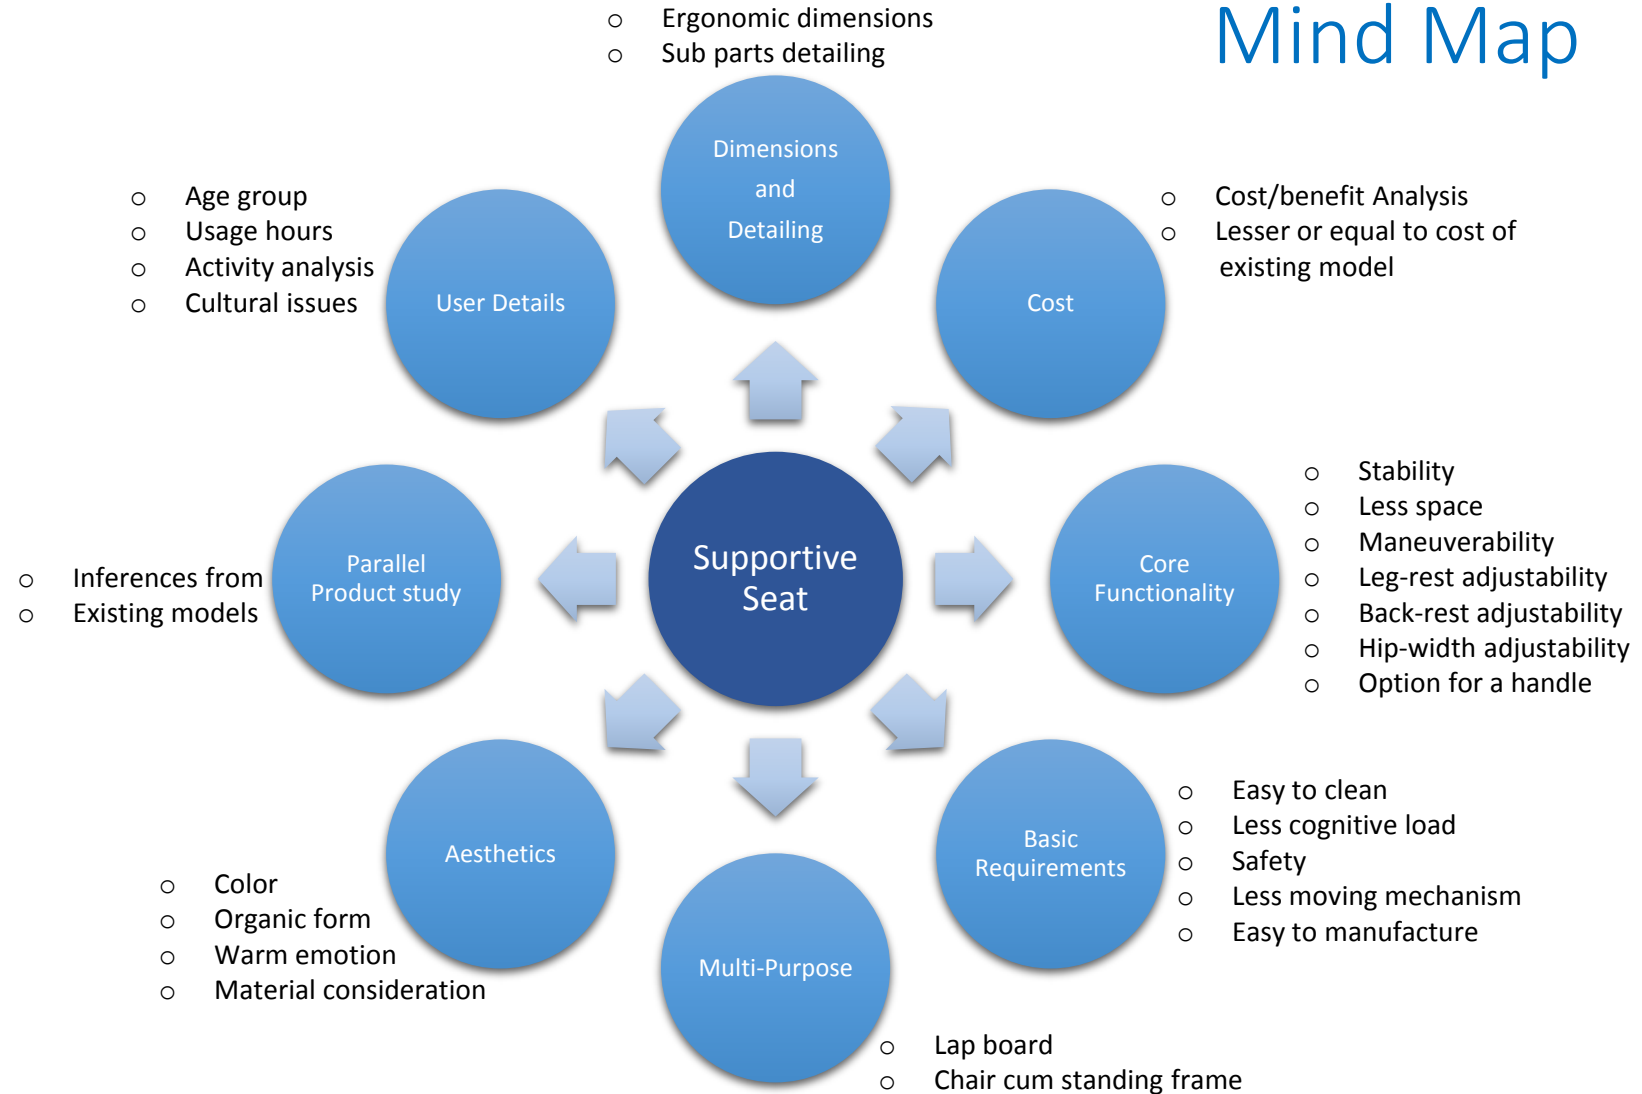 Mind Map
o Ergonomic dimensions
o Sub parts detailing
Dimensions
and
Detailing
o Cost/benefit Analysis
o Lesser or equal to cost of
existing model
Cost
o Stability
o Less space
o Maneuverability
o Leg-rest adjustability
o Back-rest adjustability
o Hip-width adjustability
o Option for a handle
Core
Functionality
o Easy to clean
o Less cognitive load
o Safety
o Less moving mechanism
o Easy to manufacture
Basic
Requirements
Multi-Purpose
o Lap board
o Chair cum standing frame
Aesthetics
o Color
o Organic form
o Warm emotion
o Material consideration
Parallel
Product study
o Inferences from
o Existing models
User Details
o Age group
o Usage hours
o Activity analysis
o Cultural issues
Supportive
Seat